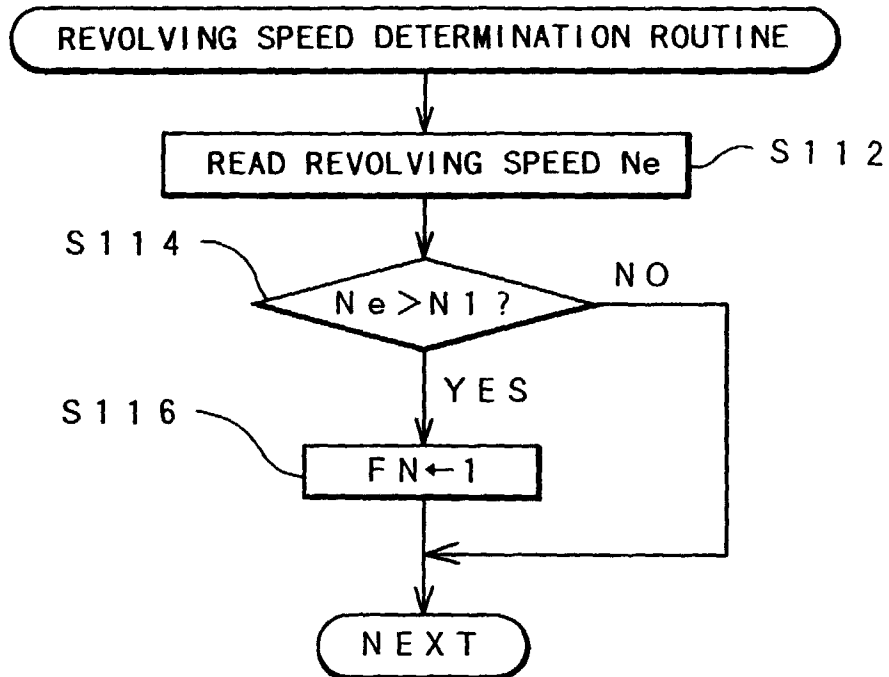 REVOLVING SPEED DETERMINATION ROUTINE
READ REVOLVING SPEED Ne
S112
S114
Ne>N1?
NO
YES
S116
FN←1
NEXT